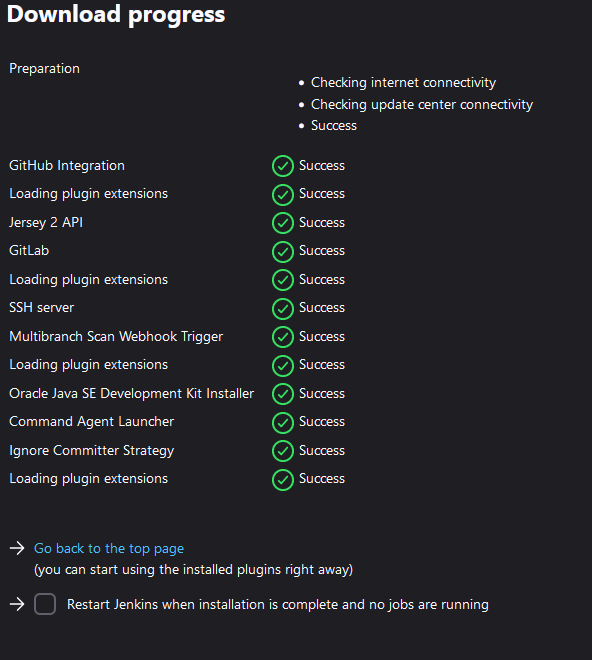 Download progress
Preparation
Checking internet connectivity
Checking update center connectivity
Success
GitHub Integration Success
Loading plugin extensions Success
Jersey 2 API Success
GitLab Success
Loading plugin extensions Success
SSH server Success
Multibranch Scan Webhook Trigger Success
Loading plugin extensions Success
Oracle Java SE Development Kit Installer Success
Command Agent Launcher Success
Ignore Committer Strategy Success
Loading plugin extensions Success
Go back to the top page
(you can start using the installed plugins right away)
Restart Jenkins when installation is complete and no jobs are running